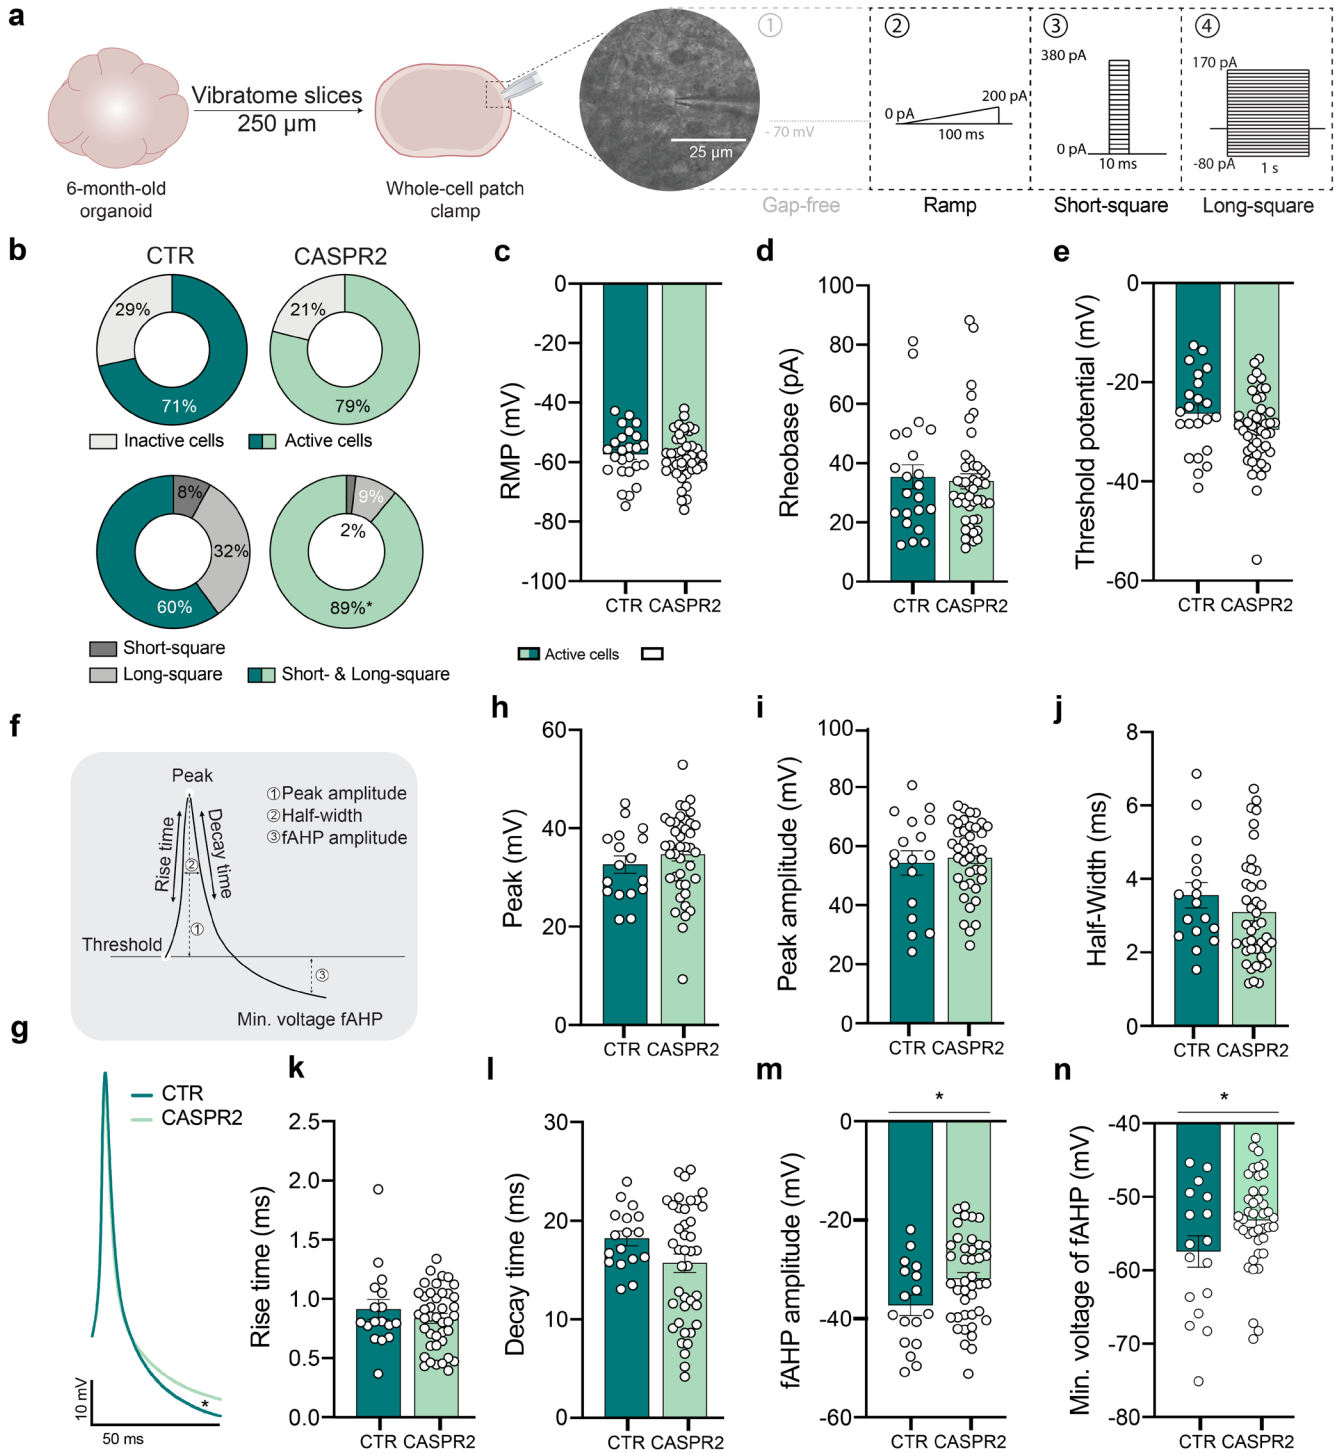 a
Vibratome slices
250 µm
6-month-old
organoid
Whole-cell patch
clamp
25 µm
1
- 70 mV
Gap-free
2
0 pA
200 pA
100 ms
Ramp
3
380 pA
0 pA
10 ms
Short-square
4
170 pA
-80 pA
1 s
Long-square
b
CTR
CASPR2
29%
71%
21%
79%
Inactive cells
Active cells
8%
32%
60%
9%
2%
89%*
Short-square
Long-square
Short- & Long-square
c
RMP (mV)
0
-20
-40
-60
-80
-100
CTR CASPR2
d
Rheobase (pA)
100
80
60
40
20
0
CTR CASPR2
e
Threshold potential (mV)
0
-20
-40
-60
CTR CASPR2
Active cells
f
Peak
①Peak amplitude
②Half-width
③fAHP amplitude
Rise time
Decay time
②
①
③
Threshold
Min. voltage fAHP
g
CTR
CASPR2
*
10 mV
50 ms
h
Peak (mV)
60
40
20
0
CTR CASPR2
i
Peak amplitude (mV)
100
80
60
40
20
0
CTR CASPR2
j
Half-Width (ms)
8
6
4
2
0
CTR CASPR2
k
Rise time (ms)
2.5
2.0
1.5
1.0
0.5
0.0
CTR CASPR2
l
Decay time (ms)
30
20
10
0
CTR CASPR2
m
*
fAHP amplitude (mV)
0
-20
-40
-60
CTR CASPR2
n
*
Min. voltage of fAHP (mV)
-40
-50
-60
-70
-80
CTR CASPR2